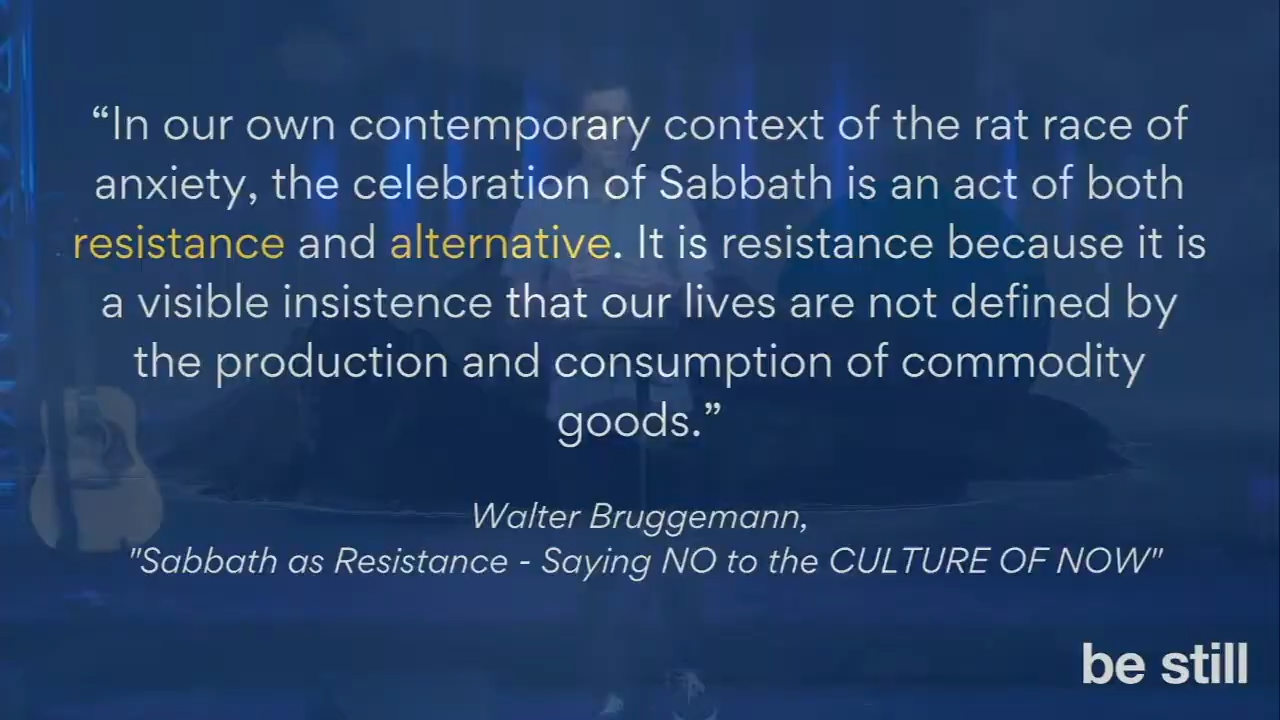 “In our own contemporary context of the rat race of
anxiety, the celebration of Sabbath is an act of both
resistance and alternative. It is resistance because it is
a visible insistence that our lives are not defined by
the production and consumption of commodity
goods.”
Walter Bruggemann,
"Sabbath as Resistance - Saying NO to the CULTURE OF NOW"
be still